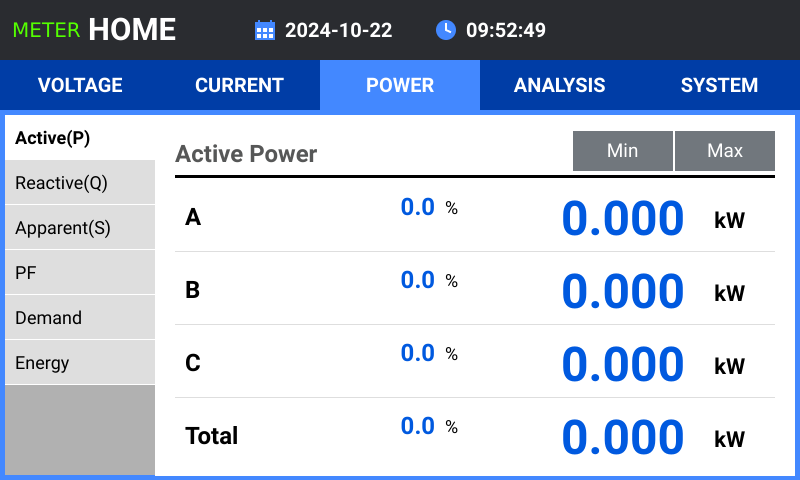 METER HOME 2024-10-22 09:52:49
VOLTAGE CURRENT POWER ANALYSIS SYSTEM
Active(P)
Reactive(Q)
Apparent(S)
PF
Demand
Energy
Active Power Min Max
A 0.0 % 0.000 kW
B 0.0 % 0.000 kW
C 0.0 % 0.000 kW
Total 0.0 % 0.000 kW